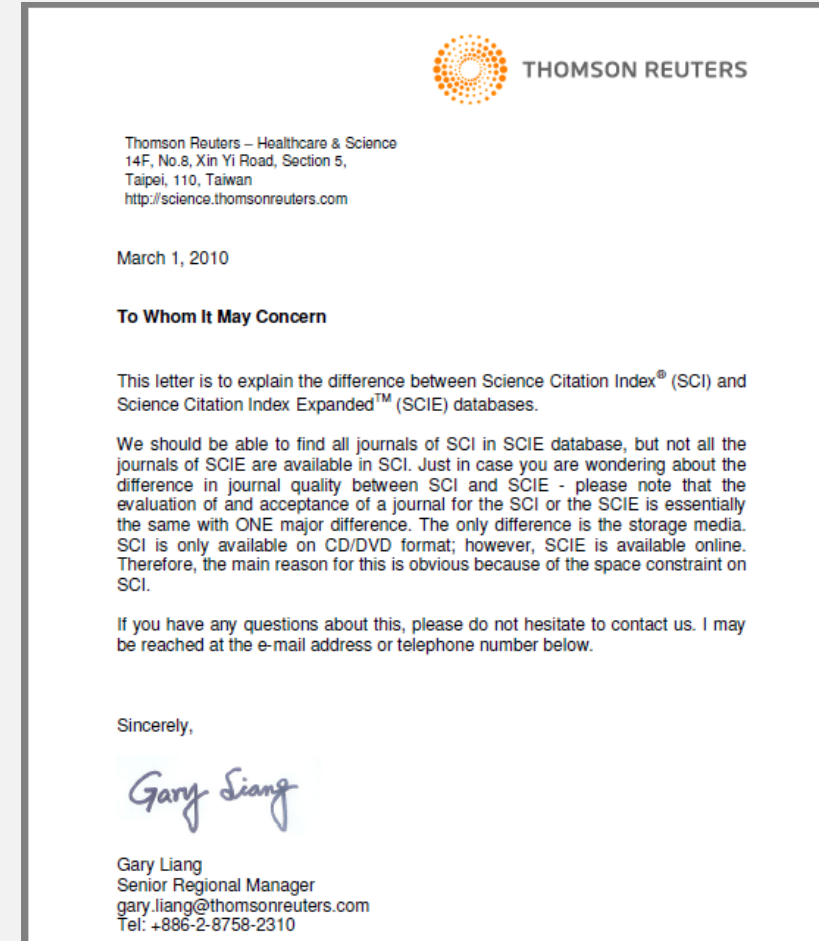 THOMSON REUTERS
Thomson Reuters – Healthcare & Science
14F, No.8, Xin Yi Road, Section 5,
Taipei, 110, Taiwan
http://science.thomsonreuters.com
March 1, 2010
To Whom It May Concern
This letter is to explain the difference between Science Citation Index® (SCI) and
Science Citation Index Expanded™ (SCIE) databases.
We should be able to find all journals of SCI in SCIE database, but not all the
journals of SCIE are available in SCI. Just in case you are wondering about the
difference in journal quality between SCI and SCIE - please note that the
evaluation of and acceptance of a journal for the SCI or the SCIE is essentially
the same with ONE major difference. The only difference is the storage media.
SCI is only available on CD/DVD format; however, SCIE is available online.
Therefore, the main reason for this is obvious because of the space constraint on
SCI.
If you have any questions about this, please do not hesitate to contact us. I may
be reached at the e-mail address or telephone number below.
Sincerely,
Gary Liang
Gary Liang
Senior Regional Manager
gary.liang@thomsonreuters.com
Tel: +886-2-8758-2310